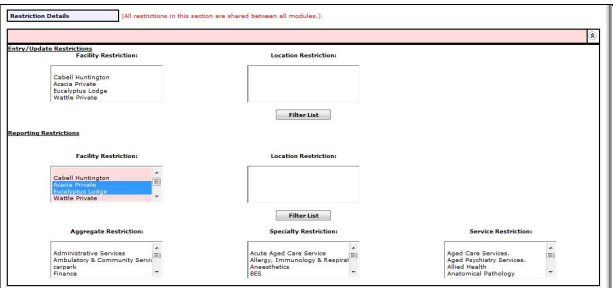 Restriction Details (All restrictions in this section are shared between all modules.)
Entry/Update Restrictions
Facility Restriction: Location Restriction:
Cabell Huntington
Acacia Private
Eucalyptus Lodge
Wattle Private
Filter List
Reporting Restrictions
Facility Restriction: Location Restriction:
Cabell Huntington
Acacia Private
Eucalyptus Lodge
Wattle Private
Filter List
Aggregate Restriction: Specialty Restriction: Service Restriction:
Administrative Services Acute Aged Care Service Aged Care Services.
Ambulatory & Community Servic Allergy, Immunology & Respirat Aged Psychiatry Services.
carpark Anaesthetics Allied Health
Finance BES Anatomical Pathology